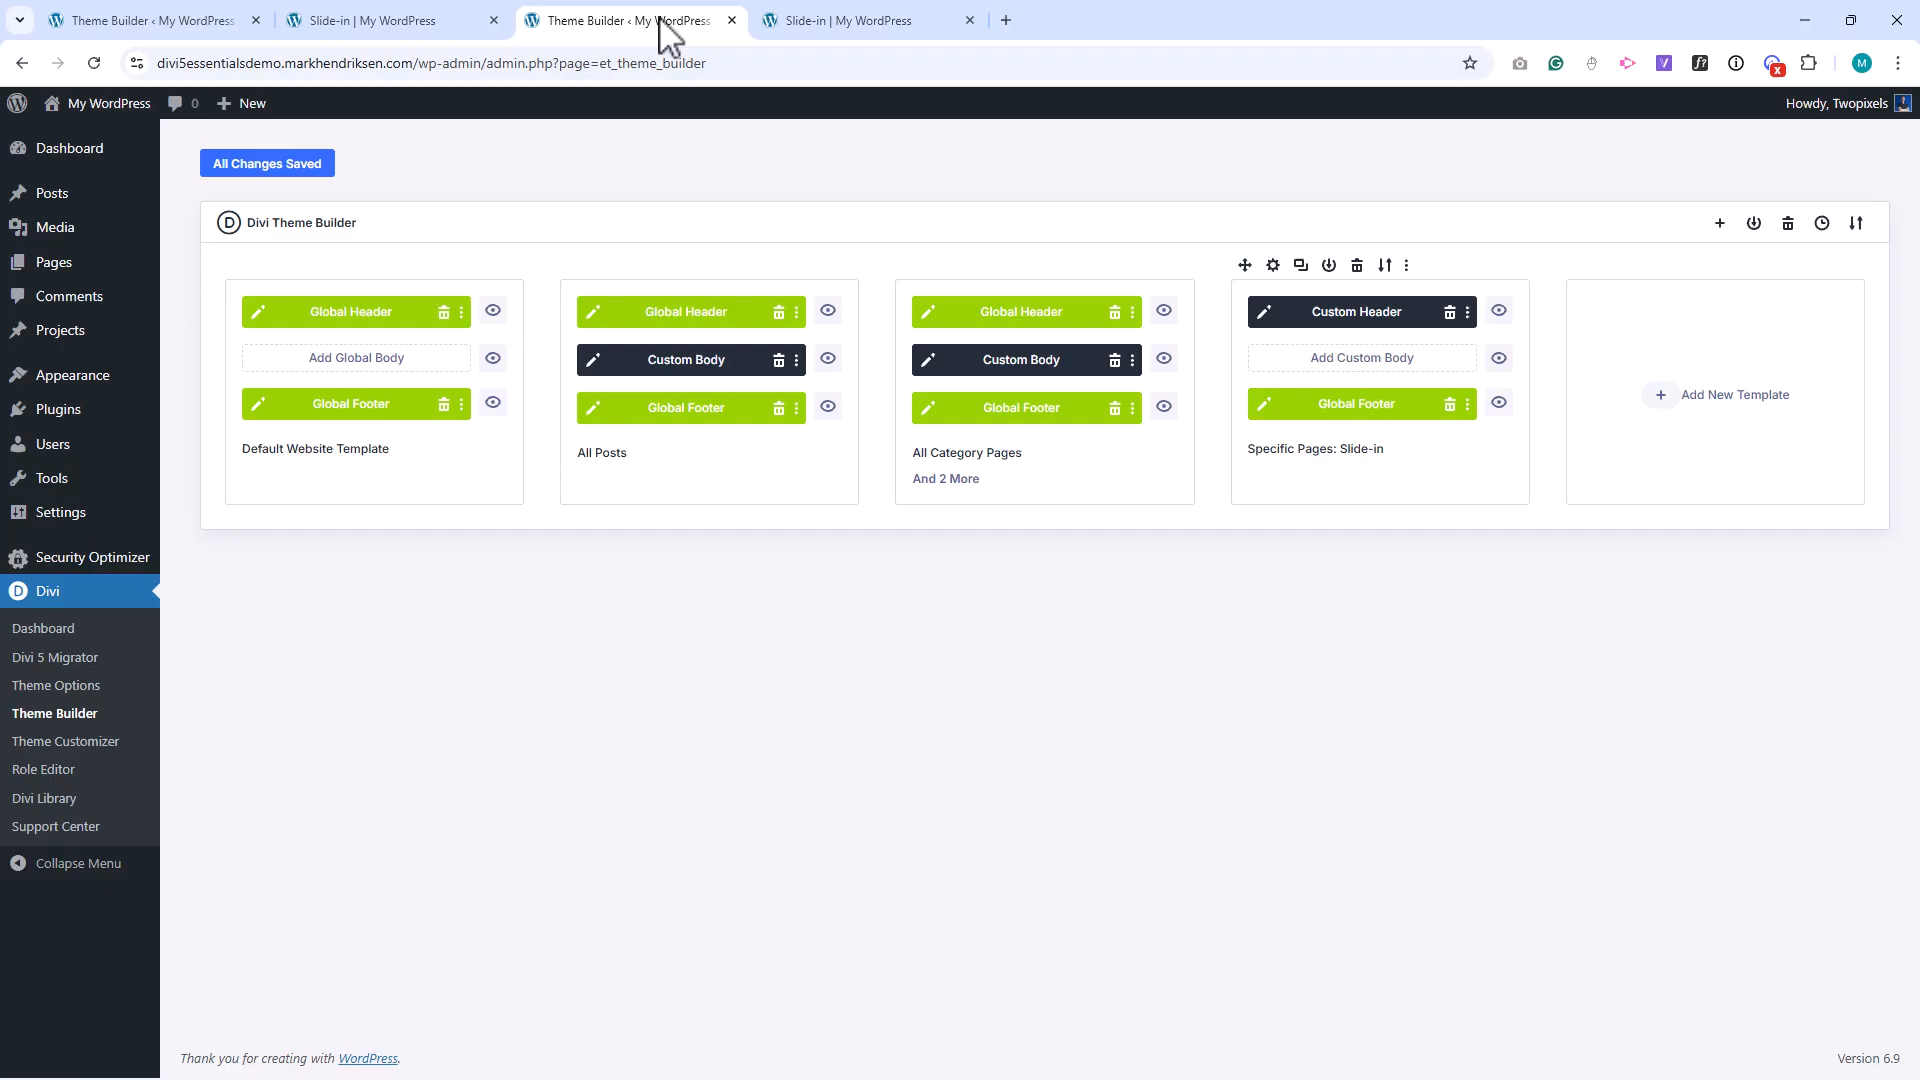 Theme Builder ‹ My WordPress
Slide-in | My WordPress
Theme Builder ‹ My WordPress
Slide-in | My WordPress
divi5essentialsdemo.markhendriksen.com/wp-admin/admin.php?page=et_theme_builder
My WordPress
0
New
Howdy, Twopixels
Dashboard
Posts
Media
Pages
Comments
Projects
Appearance
Plugins
Users
Tools
Settings
Security Optimizer
Divi
Dashboard
Divi 5 Migrator
Theme Options
Theme Builder
Theme Customizer
Role Editor
Divi Library
Support Center
Collapse Menu
All Changes Saved
D Divi Theme Builder
Global Header
Add Global Body
Global Footer
Default Website Template
Global Header
Custom Body
Global Footer
All Posts
Global Header
Custom Body
Global Footer
All Category Pages
And 2 More
Custom Header
Add Custom Body
Global Footer
Specific Pages: Slide-in
Add New Template
Thank you for creating with WordPress.
Version 6.9